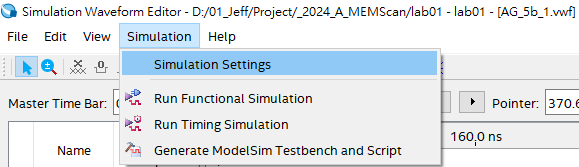 Simulation Waveform Editor - D:/01_Jeff/Project/_2024_A_MEMScan/lab01 - lab01 - [AG_5b_1.vwf]
File Edit View Simulation Help
Simulation Settings
Master Time Bar: Pointer: 370.6
Run Functional Simulation
Run Timing Simulation
160.0 ns
Name
Generate ModelSim Testbench and Script